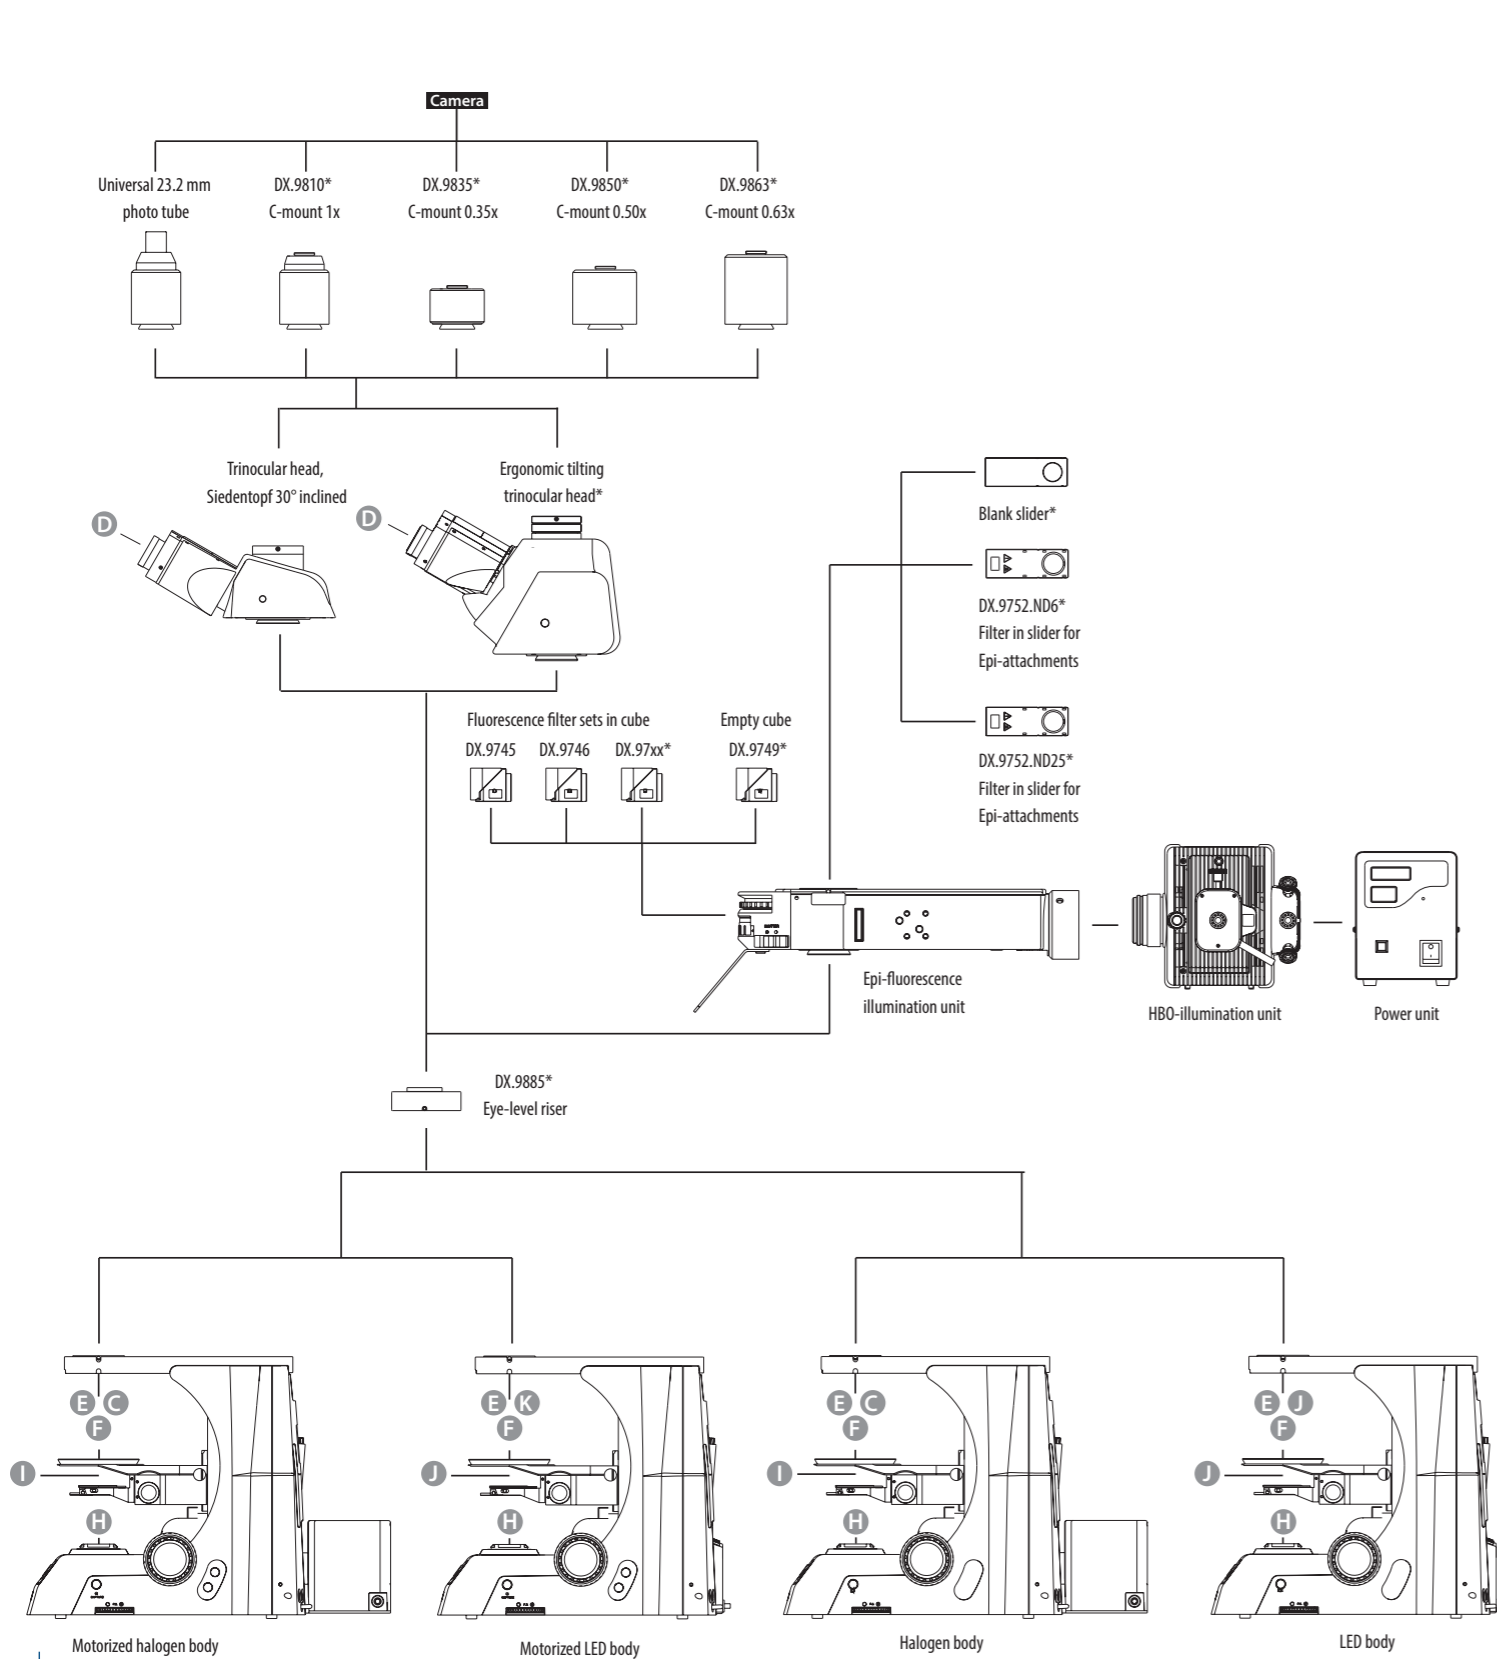 Camera
Universal 23.2 mm
photo tube
DX.9810*
C-mount 1x
DX.9835*
C-mount 0.35x
DX.9850*
C-mount 0.50x
DX.9863*
C-mount 0.63x
Trinocular head,
Siedentopf 30° inclined
D
Ergonomic tilting
trinocular head*
D
Blank slider*
DX.9752.ND6*
Filter in slider for
Epi-attachments
DX.9752.ND25*
Filter in slider for
Epi-attachments
Fluorescence filter sets in cube
DX.9745
DX.9746
DX.97xx*
Empty cube
DX.9749*
Epi-fluorescence
illumination unit
HBO-illumination unit
Power unit
DX.9885*
Eye-level riser
E C
F
I
H
Motorized halogen body
E K
F
J
H
Motorized LED body
E C
F
I
H
Halogen body
E J
F
J
H
LED body